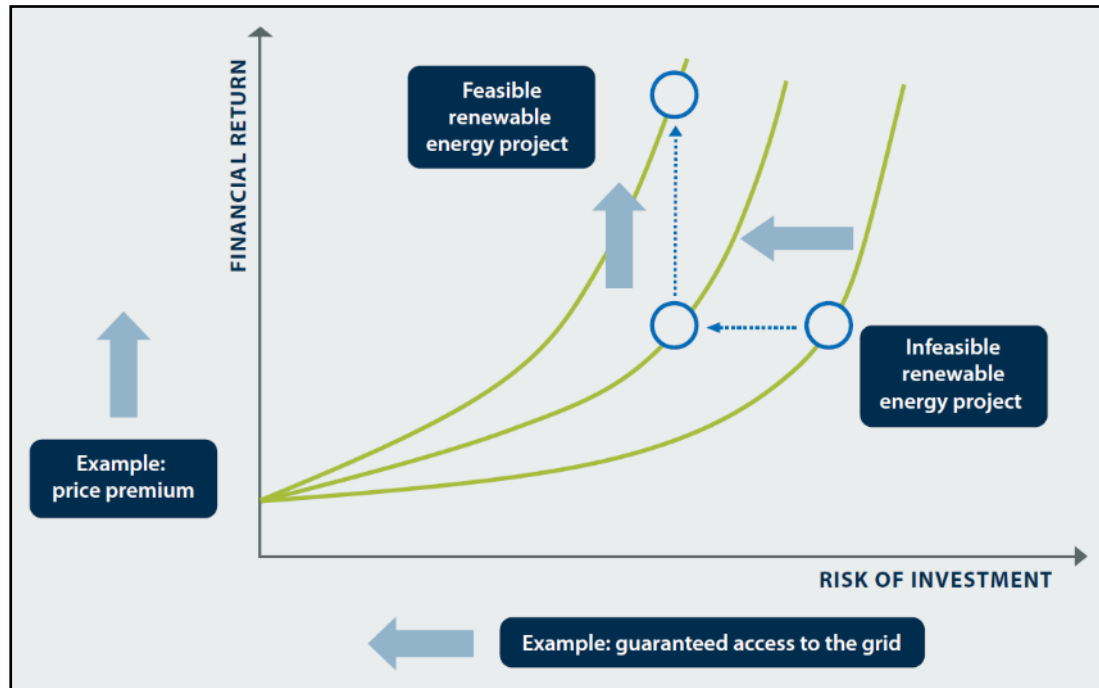 FINANCIAL RETURN
Feasible
renewable
energy project
Infeasible
renewable
energy project
Example:
price premium
RISK OF INVESTMENT
Example: guaranteed access to the grid